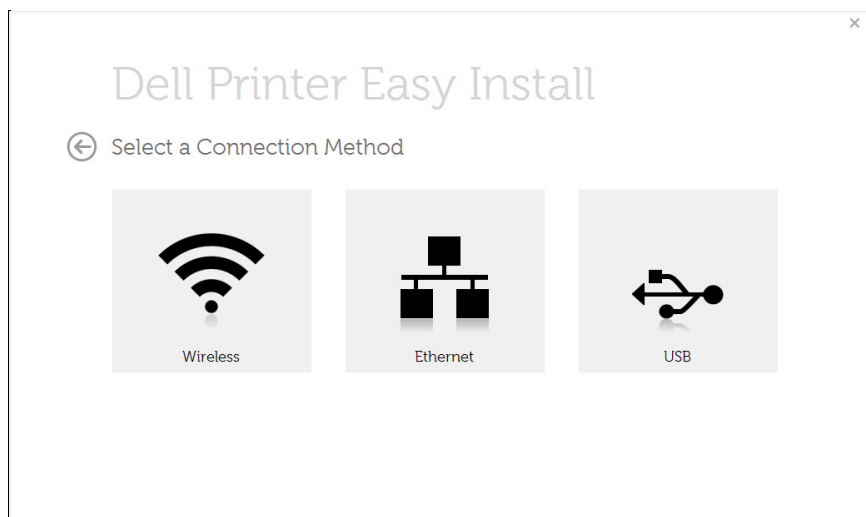 Dell Printer Easy Install
Select a Connection Method
Wireless
Ethernet
USB